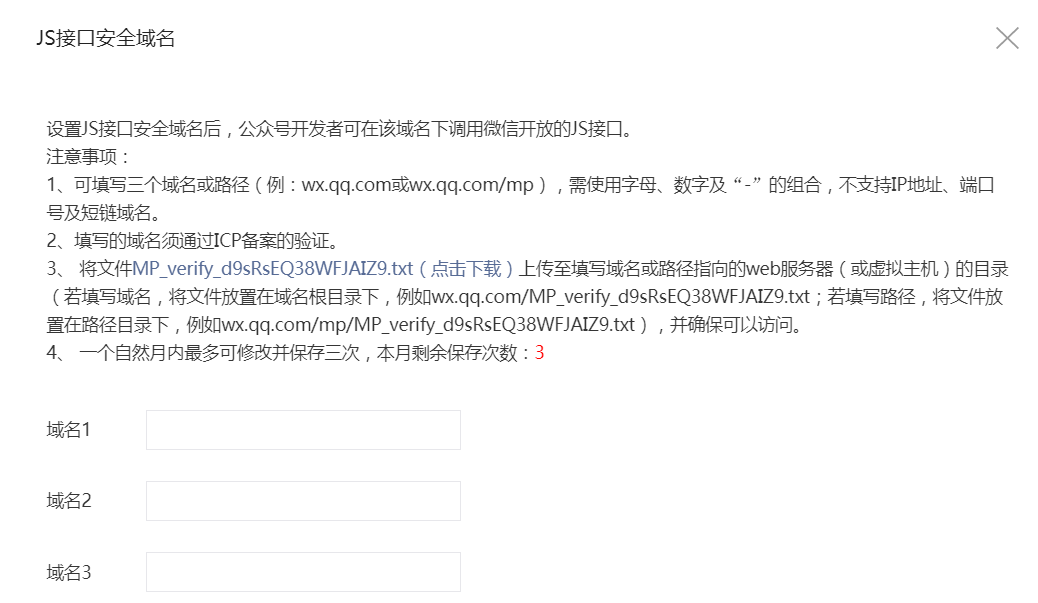 JS接口安全域名
设置JS接口安全域名后，公众号开发者可在该域名下调用微信开放的JS接口。
注意事项：
1、可填写三个域名或路径（例：wx.qq.com或wx.qq.com/mp），需使用字母、数字及“-”的组合，不支持IP地址、端口
号及短链域名。
2、填写的域名须通过ICP备案的验证。
3、 将文件MP_verify_d9sRsEQ38WFJAIZ9.txt（点击下载）上传至填写域名或路径指向的web服务器（或虚拟主机）的目录
（若填写域名，将文件放置在域名根目录下，例如wx.qq.com/MP_verify_d9sRsEQ38WFJAIZ9.txt；若填写路径，将文件放
置在路径目录下，例如wx.qq.com/mp/MP_verify_d9sRsEQ38WFJAIZ9.txt），并确保可以访问。
4、 一个自然月内最多可修改并保存三次，本月剩余保存次数：3
域名1
域名2
域名3